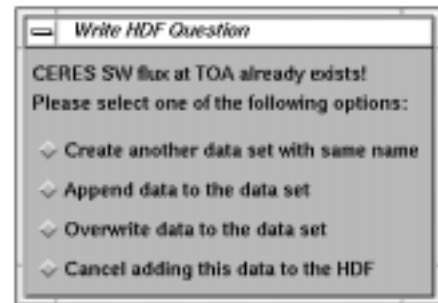 Write HDF Question
CERES SW flux at TOA already exists!
Please select one of the following options:
Create another data set with same name
Append data to the data set
Overwrite data to the data set
Cancel adding this data to the HDF